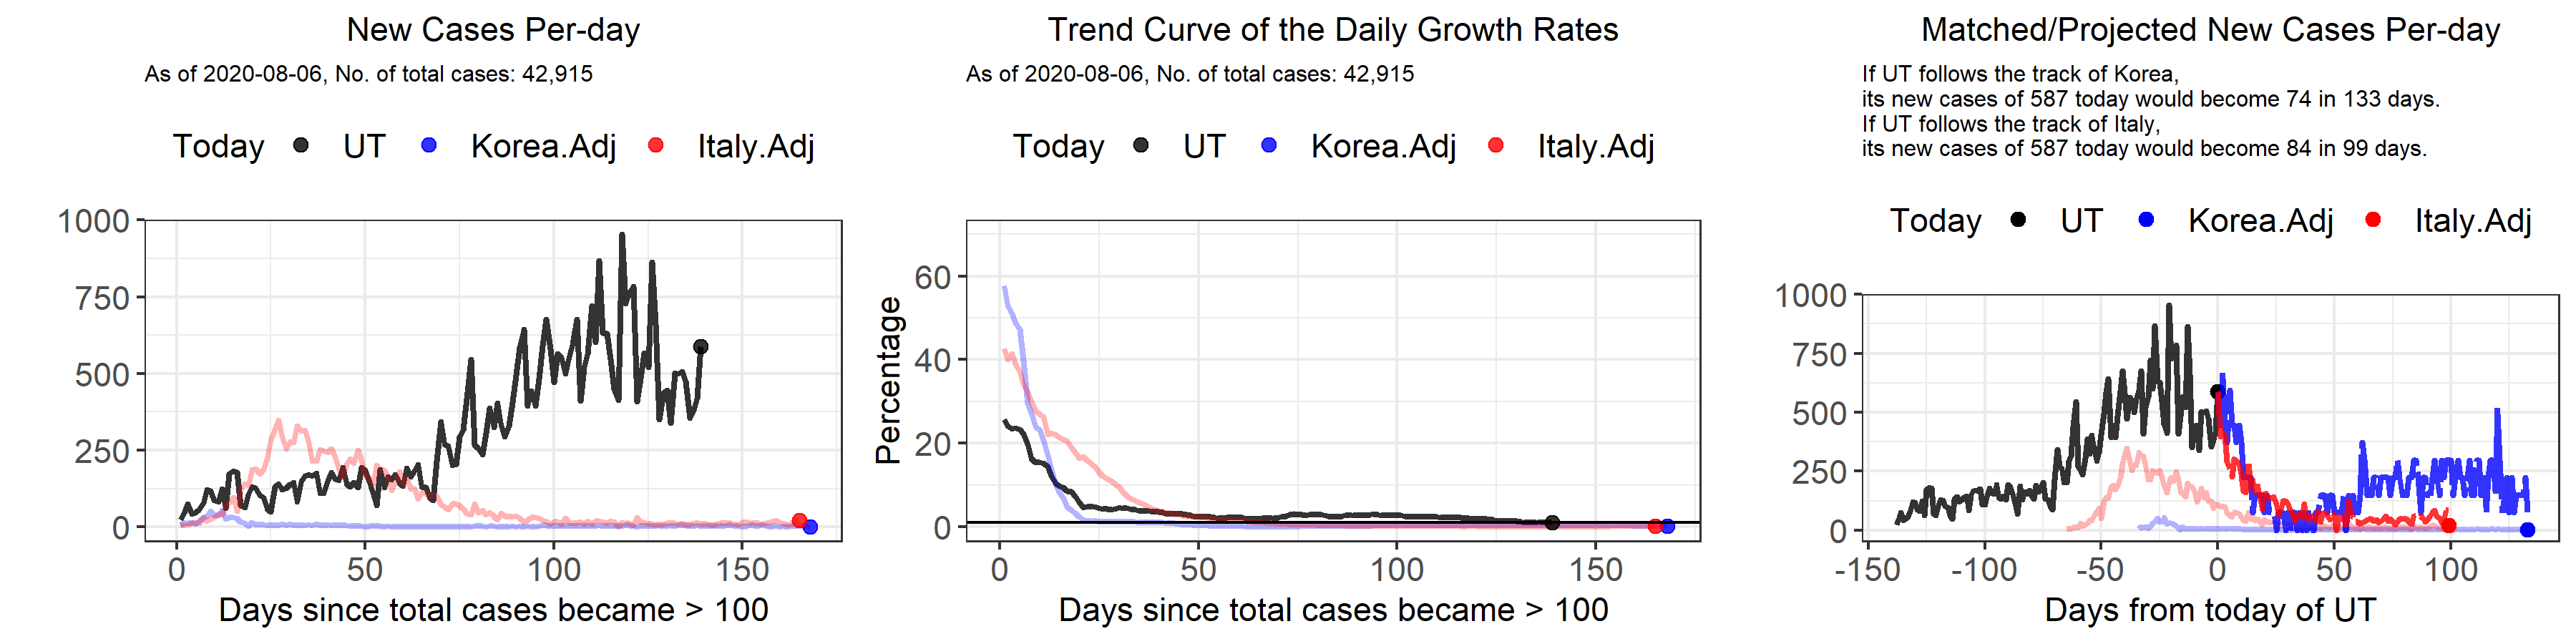 New Cases Per-day
As of 2020-08-06, No. of total cases: 42,915
Today UT Korea.Adj Italy.Adj
1000
750
500
250
0
0 50 100 150
Days since total cases became > 100
Trend Curve of the Daily Growth Rates
As of 2020-08-06, No. of total cases: 42,915
Today UT Korea.Adj Italy.Adj
Percentage
60
40
20
0
0 50 100 150
Days since total cases became > 100
Matched/Projected New Cases Per-day
If UT follows the track of Korea,
its new cases of 587 today would become 74 in 133 days.
If UT follows the track of Italy,
its new cases of 587 today would become 84 in 99 days.
Today UT Korea.Adj Italy.Adj
1000
750
500
250
0
-150 -100 -50 0 50 100
Days from today of UT